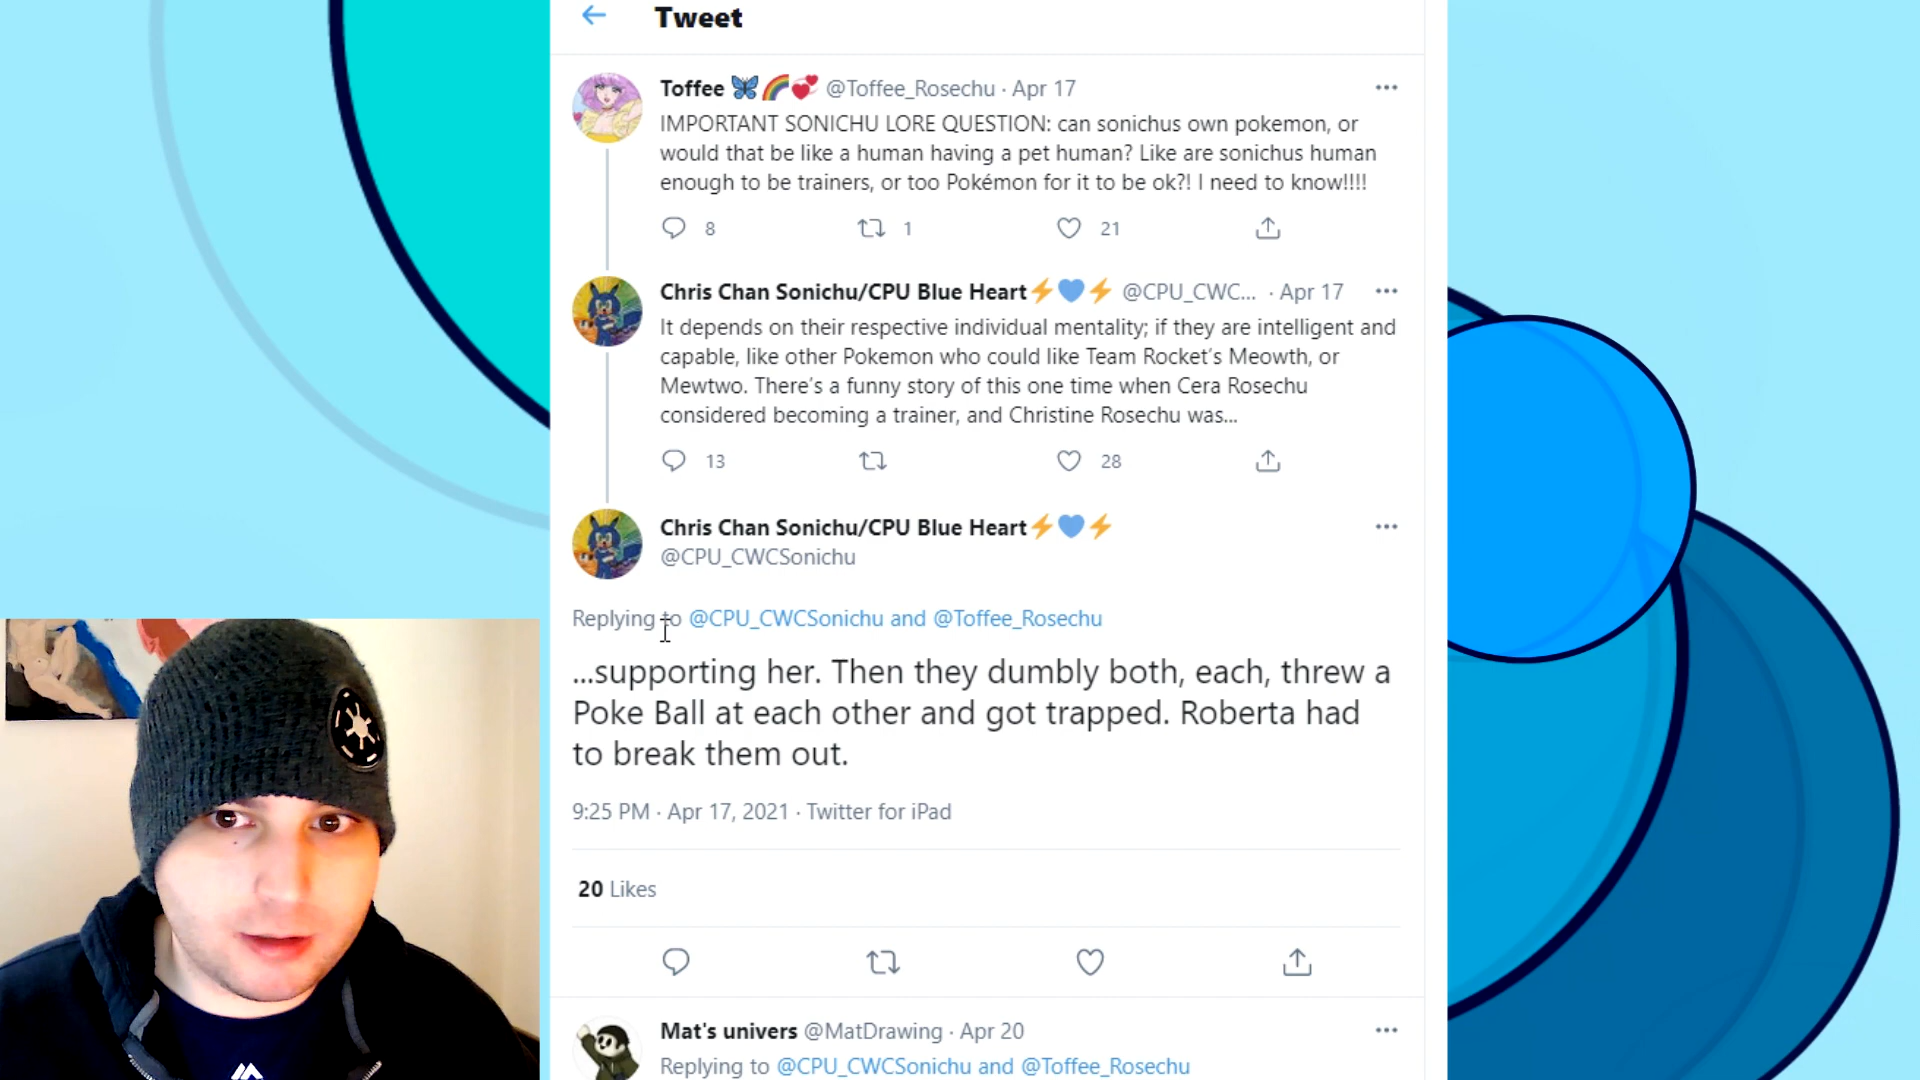 Tweet
Toffee 🦋🌈💞 @Toffee_Rosechu · Apr 17
IMPORTANT SONICHU LORE QUESTION: can sonichus own pokemon, or
would that be like a human having a pet human? Like are sonichus human
enough to be trainers, or too Pokémon for it to be ok?! I need to know!!!!
8 1 21
Chris Chan Sonichu/CPU Blue Heart⚡💙⚡ @CPU_CWC... · Apr 17
It depends on their respective individual mentality; if they are intelligent and
capable, like other Pokemon who could like Team Rocket's Meowth, or
Mewtwo. There's a funny story of this one time when Cera Rosechu
considered becoming a trainer, and Christine Rosechu was...
13 28
Chris Chan Sonichu/CPU Blue Heart⚡💙⚡
@CPU_CWCSonichu
Replying to @CPU_CWCSonichu and @Toffee_Rosechu
...supporting her. Then they dumbly both, each, threw a
Poke Ball at each other and got trapped. Roberta had
to break them out.
9:25 PM · Apr 17, 2021 · Twitter for iPad
20 Likes
Mat's univers @MatDrawing · Apr 20
Replying to @CPU_CWCSonichu and @Toffee_Rosechu